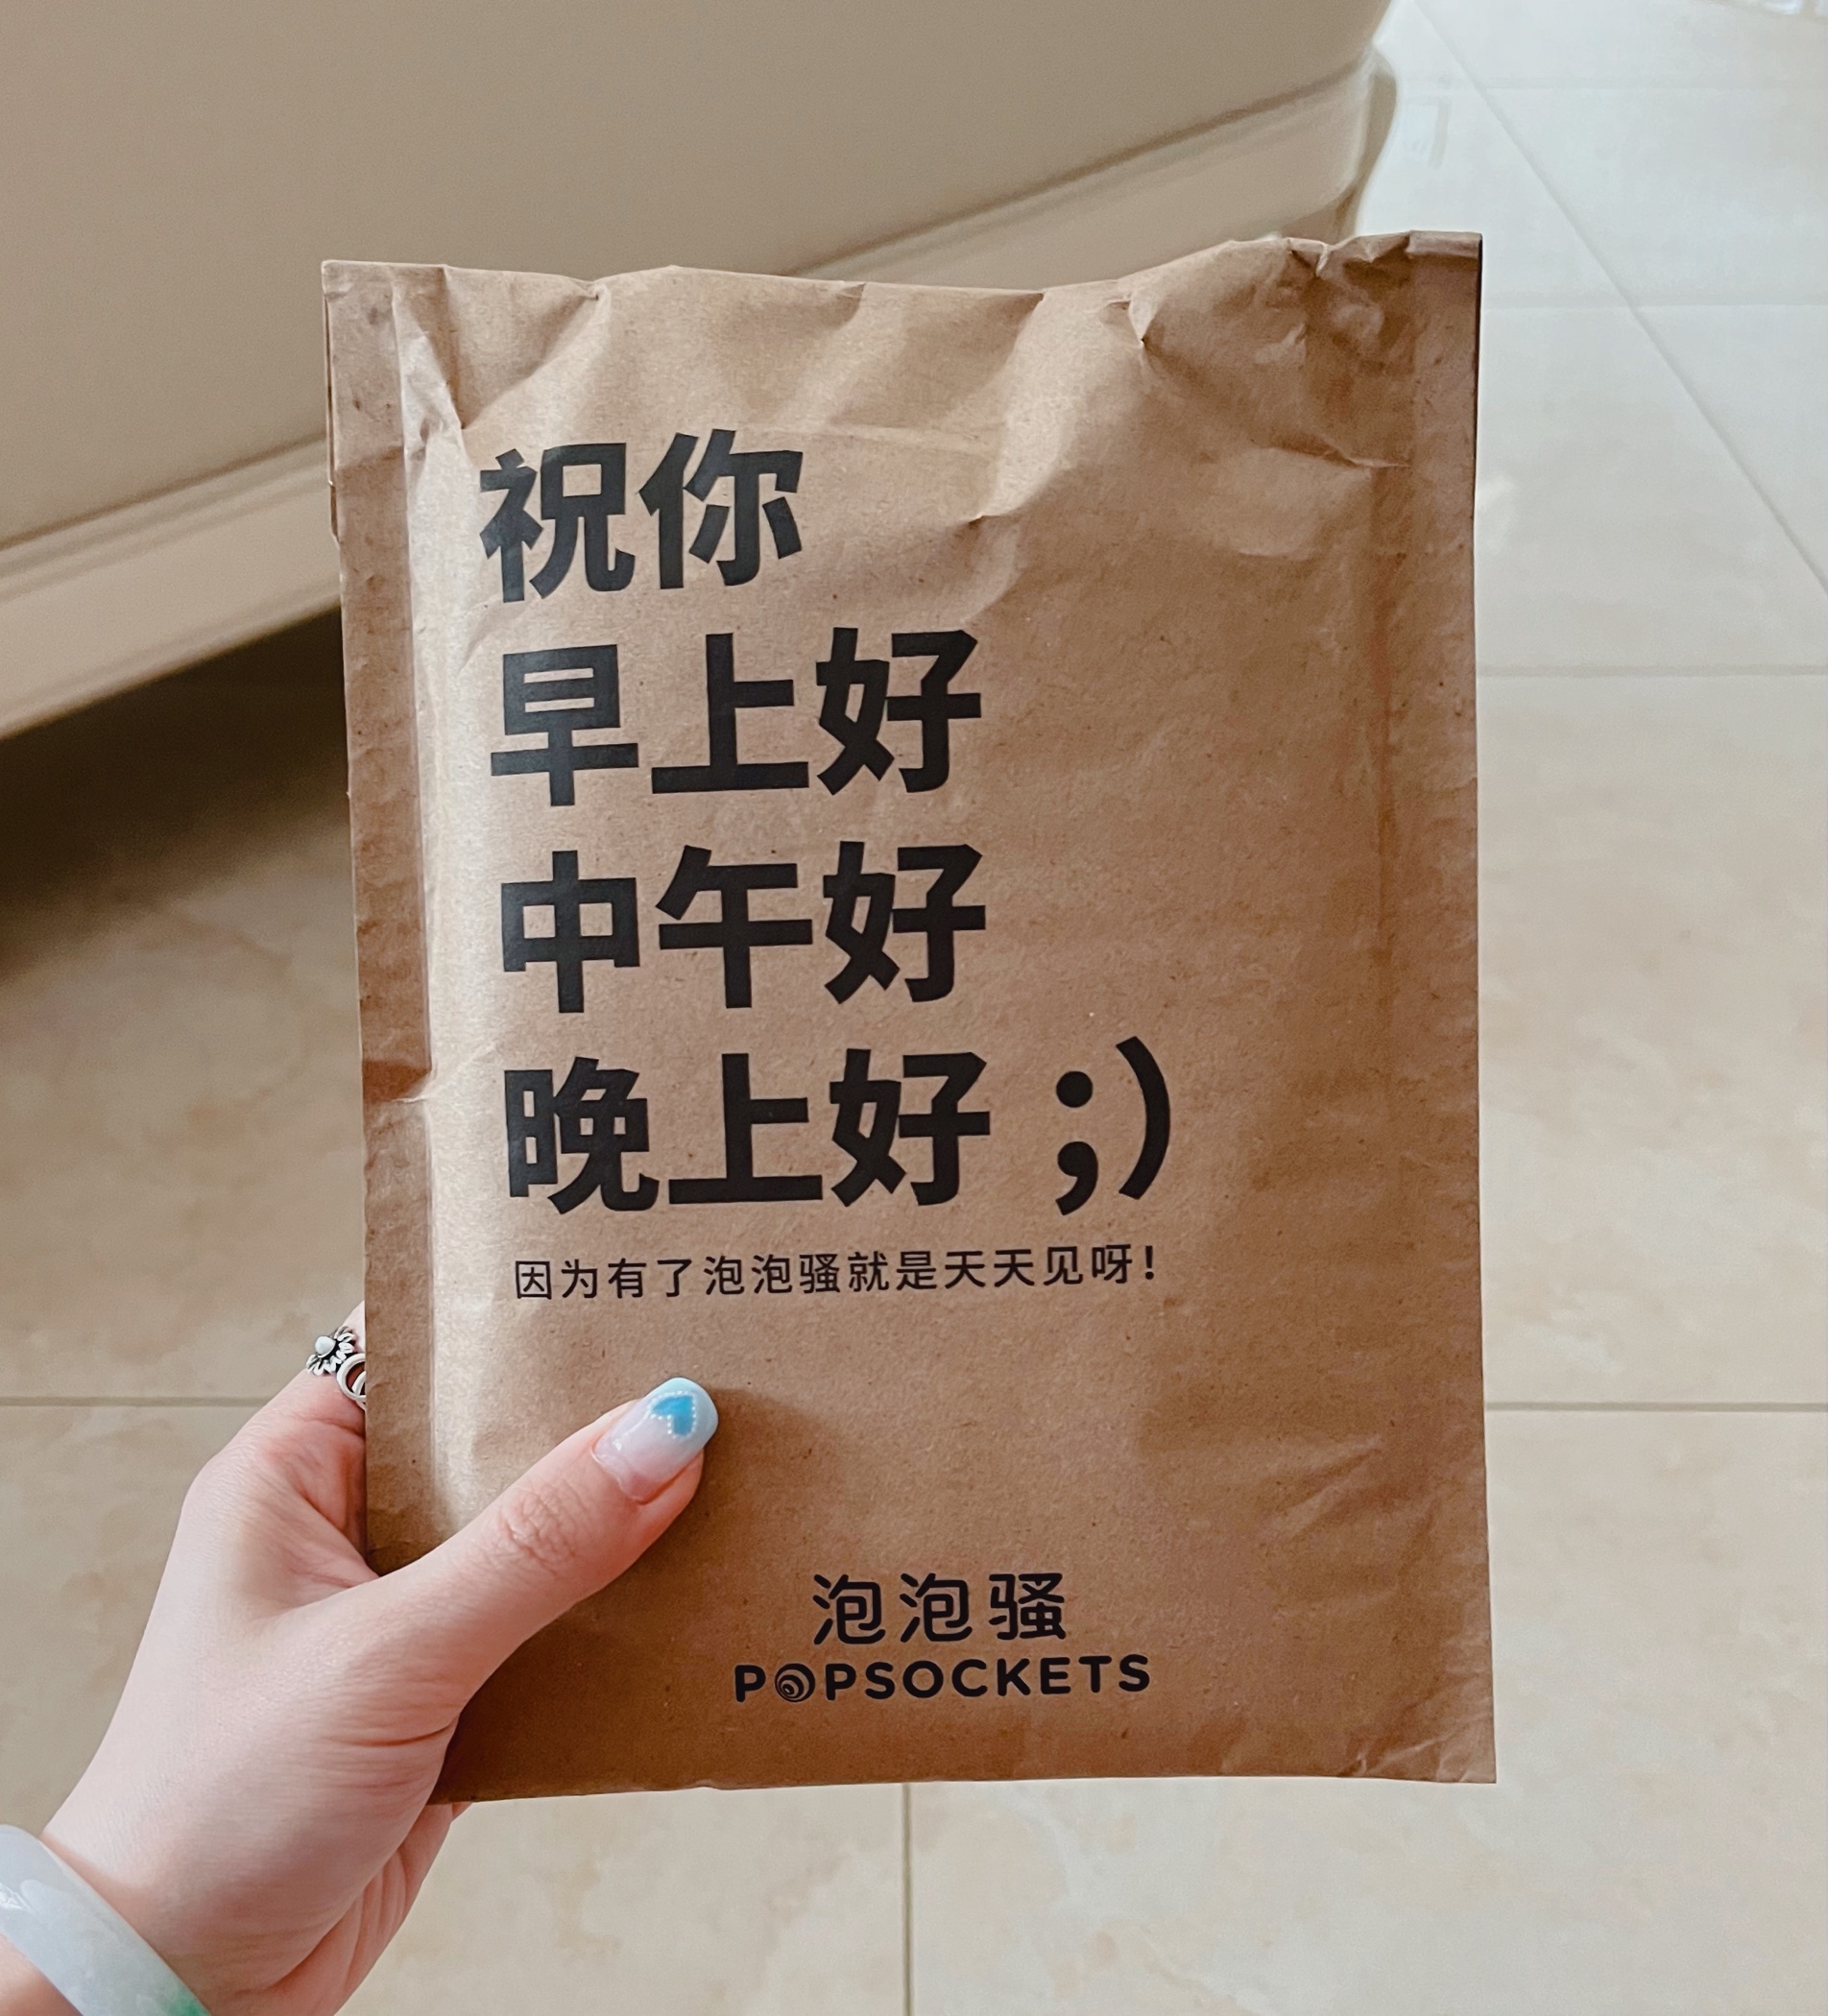 祝你
早上好
中午好
晚上好 ;)
因为有了泡泡骚就是天天见呀!
泡泡骚
POPSOCKETS